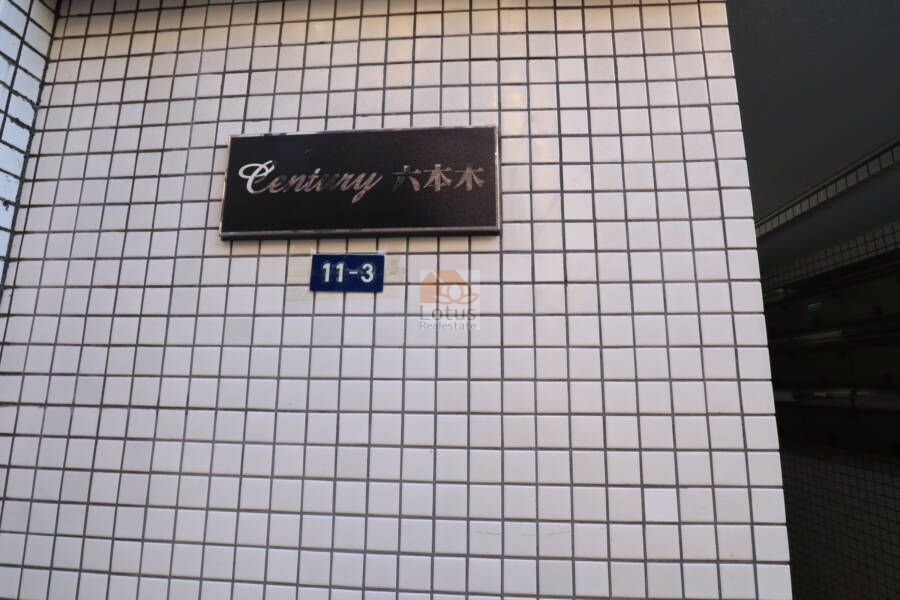 Century 六本木
11-3
Lotus
Realestate